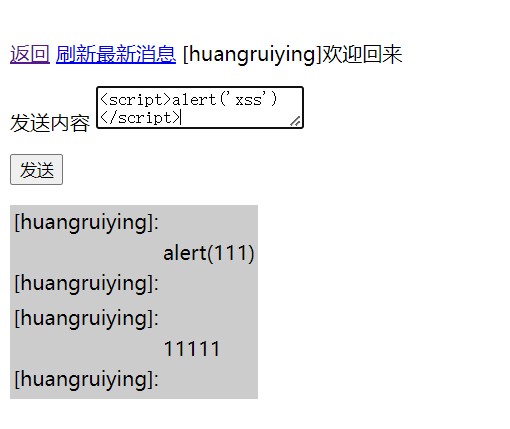 返回 刷新最新消息 [huangruiying]欢迎回来
发送内容 <script>alert('xss')
</script>
发送
[huangruiying]:
alert(111)
[huangruiying]:
[huangruiying]:
11111
[huangruiying]: